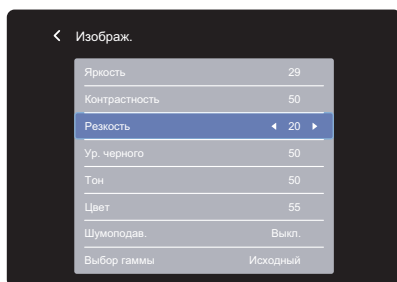 Изображ.
Яркость 29
Контрастность 50
Резкость 20
Ур. черного 50
Тон 50
Цвет 55
Шумоподав. Выкл.
Выбор гаммы Исходный